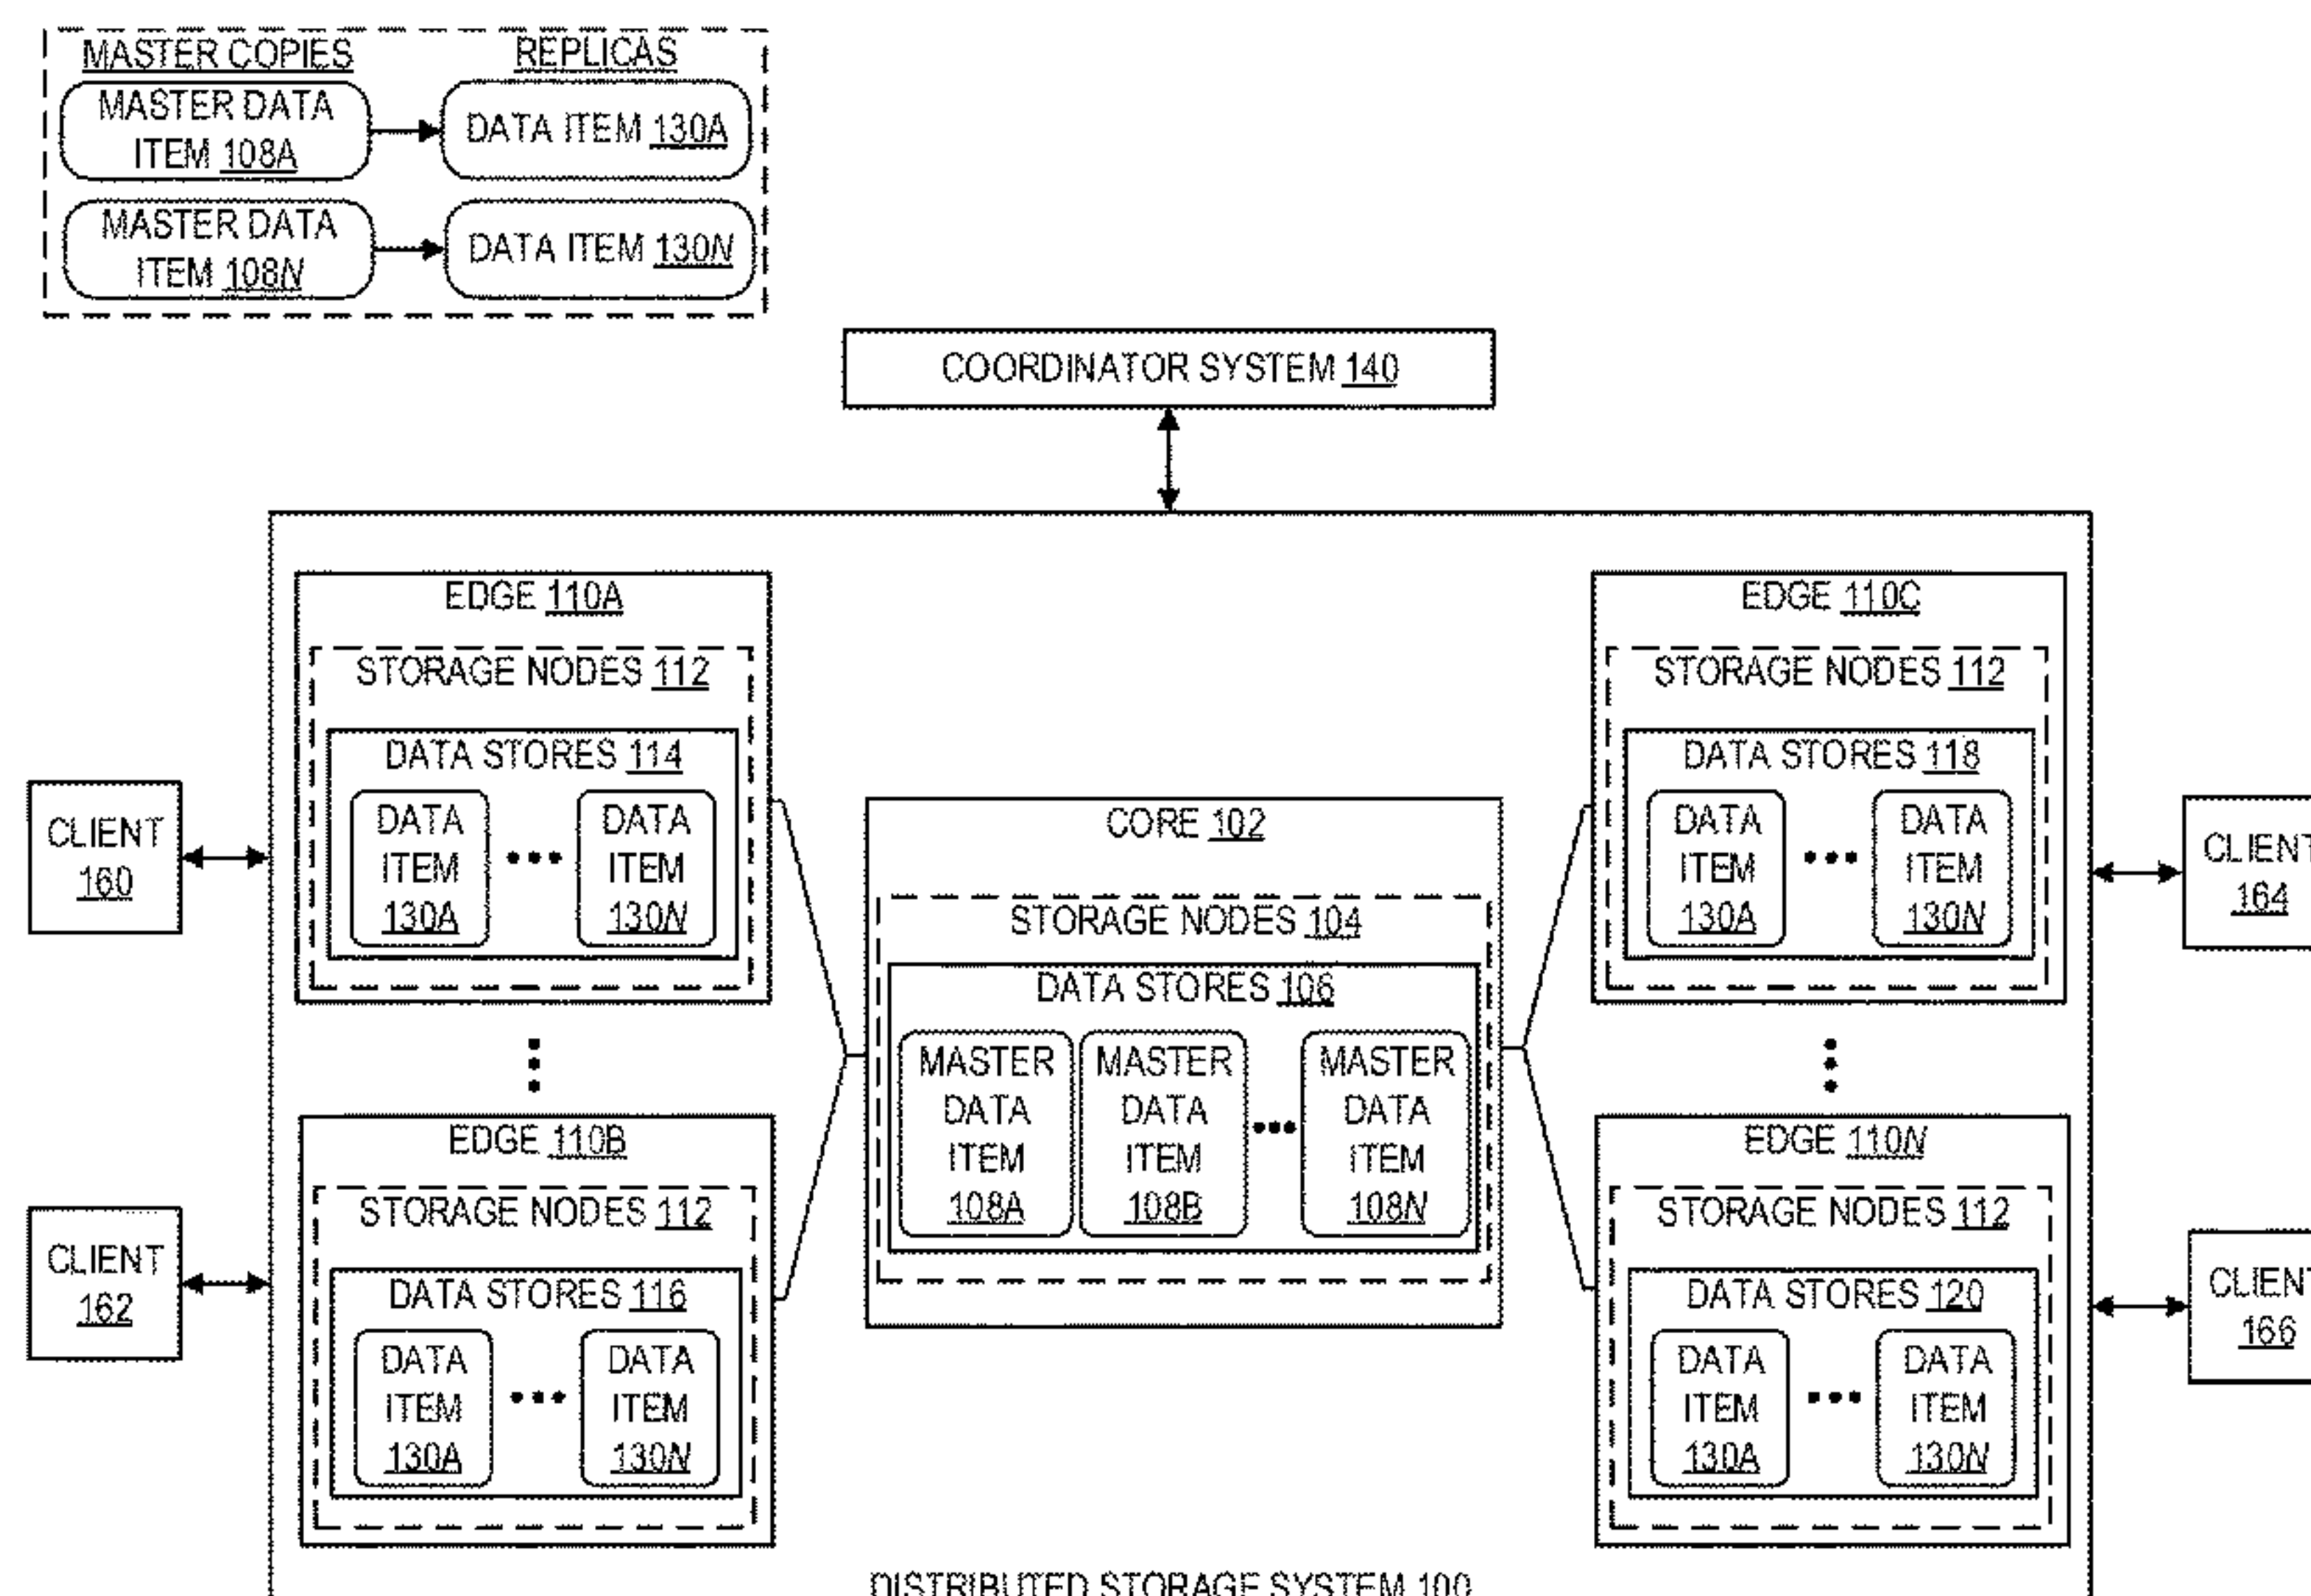 MASTER COPIES
REPLICAS
MASTER DATA
ITEM 108A
DATA ITEM 130A
MASTER DATA
ITEM 108N
DATA ITEM 130N
COORDINATOR SYSTEM 140
EDGE 110A
STORAGE NODES 112
DATA STORES 114
DATA
ITEM
130A
DATA
ITEM
130N
EDGE 110C
STORAGE NODES 112
DATA STORES 118
DATA
ITEM
130A
DATA
ITEM
130N
CLIENT
160
CORE 102
STORAGE NODES 104
DATA STORES 106
MASTER
DATA
ITEM
108A
MASTER
DATA
ITEM
108B
MASTER
DATA
ITEM
108N
CLIENT
164
EDGE 110B
STORAGE NODES 112
DATA STORES 116
DATA
ITEM
130A
DATA
ITEM
130N
EDGE 110N
STORAGE NODES 112
DATA STORES 120
DATA
ITEM
130A
DATA
ITEM
130N
CLIENT
162
CLIENT
166
DISTRIBUTED STORAGE SYSTEM 100